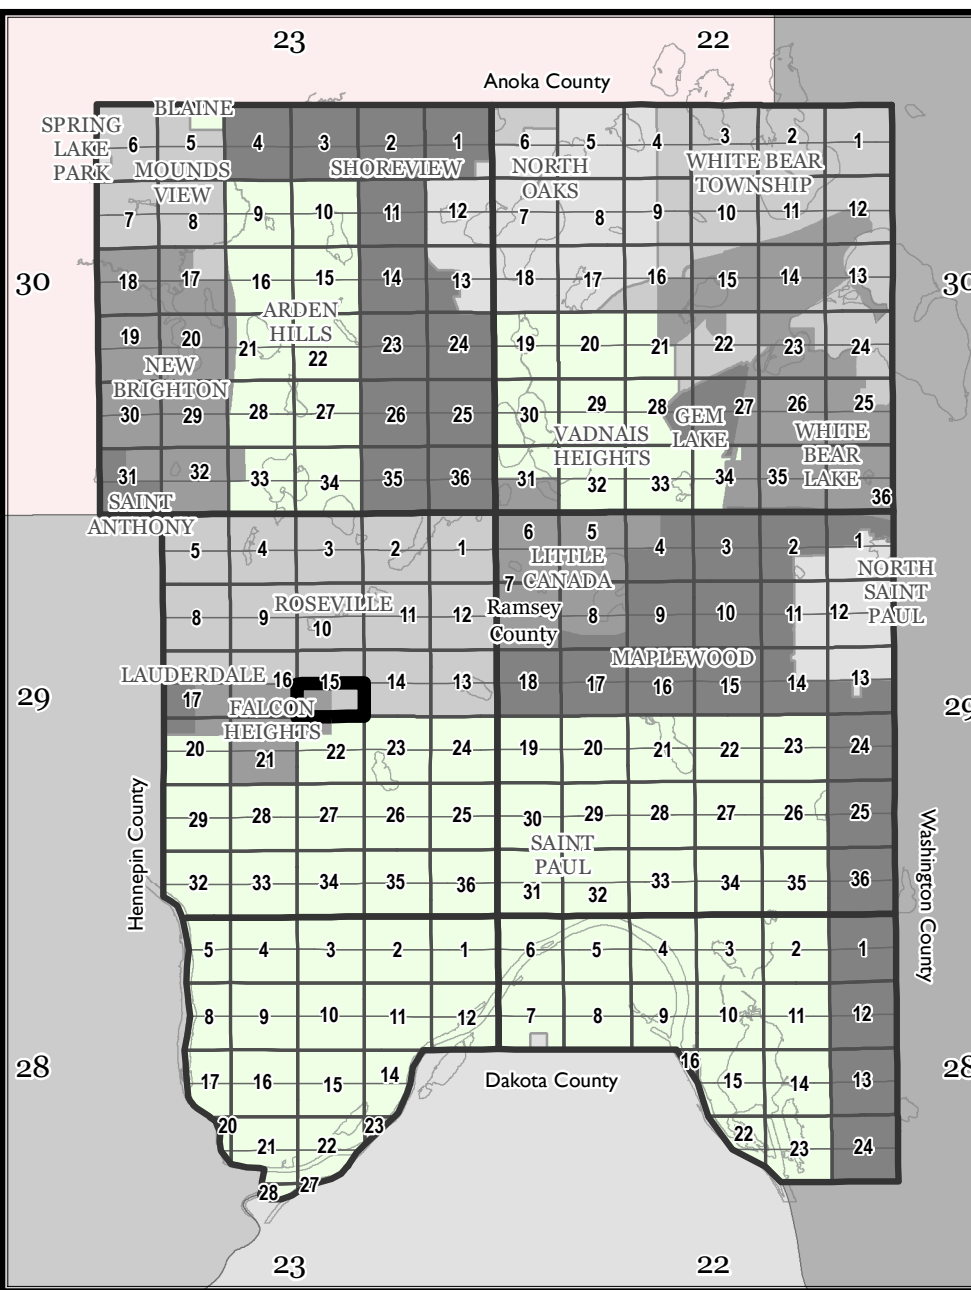 23 22
Anoka County
BLAINE
SPRING
LAKE
PARK
6 5 4 3 2 1 6 5 4 3 2 1
MOUNDS
VIEW
SHOREVIEW
NORTH
OAKS
WHITE BEAR
TOWNSHIP
7 8 9 10 11 12 7 8 9 10 11 12
30 18 17 16 15 14 13 18 17 16 15 14 13 30
ARDEN
HILLS
19 20 21 22 23 24 19 20 21 22 23 24
NEW
BRIGHTON
30 29 28 27 26 25 30 29 28 27 26 25
GEM
LAKE
VADNAIS
HEIGHTS
WHITE
BEAR
LAKE
31 32 33 34 35 36 31 32 33 34 35 36
SAINT
ANTHONY
5 4 3 2 1 6 5 4 3 2 1
LITTLE
CANADA
NORTH
SAINT
PAUL
ROSEVILLE
Ramsey
County
8 9 10 11 12 7 8 9 10 11 12
MAPLEWOOD
LAUDERDALE
29 17 16 15 14 13 18 17 16 15 14 13 29
FALCON
HEIGHTS
20 21 22 23 24 19 20 21 22 23 24
Hennepin County
29 28 27 26 25 30 29 28 27 26 25
Washington County
SAINT
PAUL
32 33 34 35 36 31 32 33 34 35 36
5 4 3 2 1 6 5 4 3 2 1
8 9 10 11 12 7 8 9 10 11 12
28 17 16 15 14 16 15 14 13 28
Dakota County
20 21 22 23 22 23 24
28 27
23 22